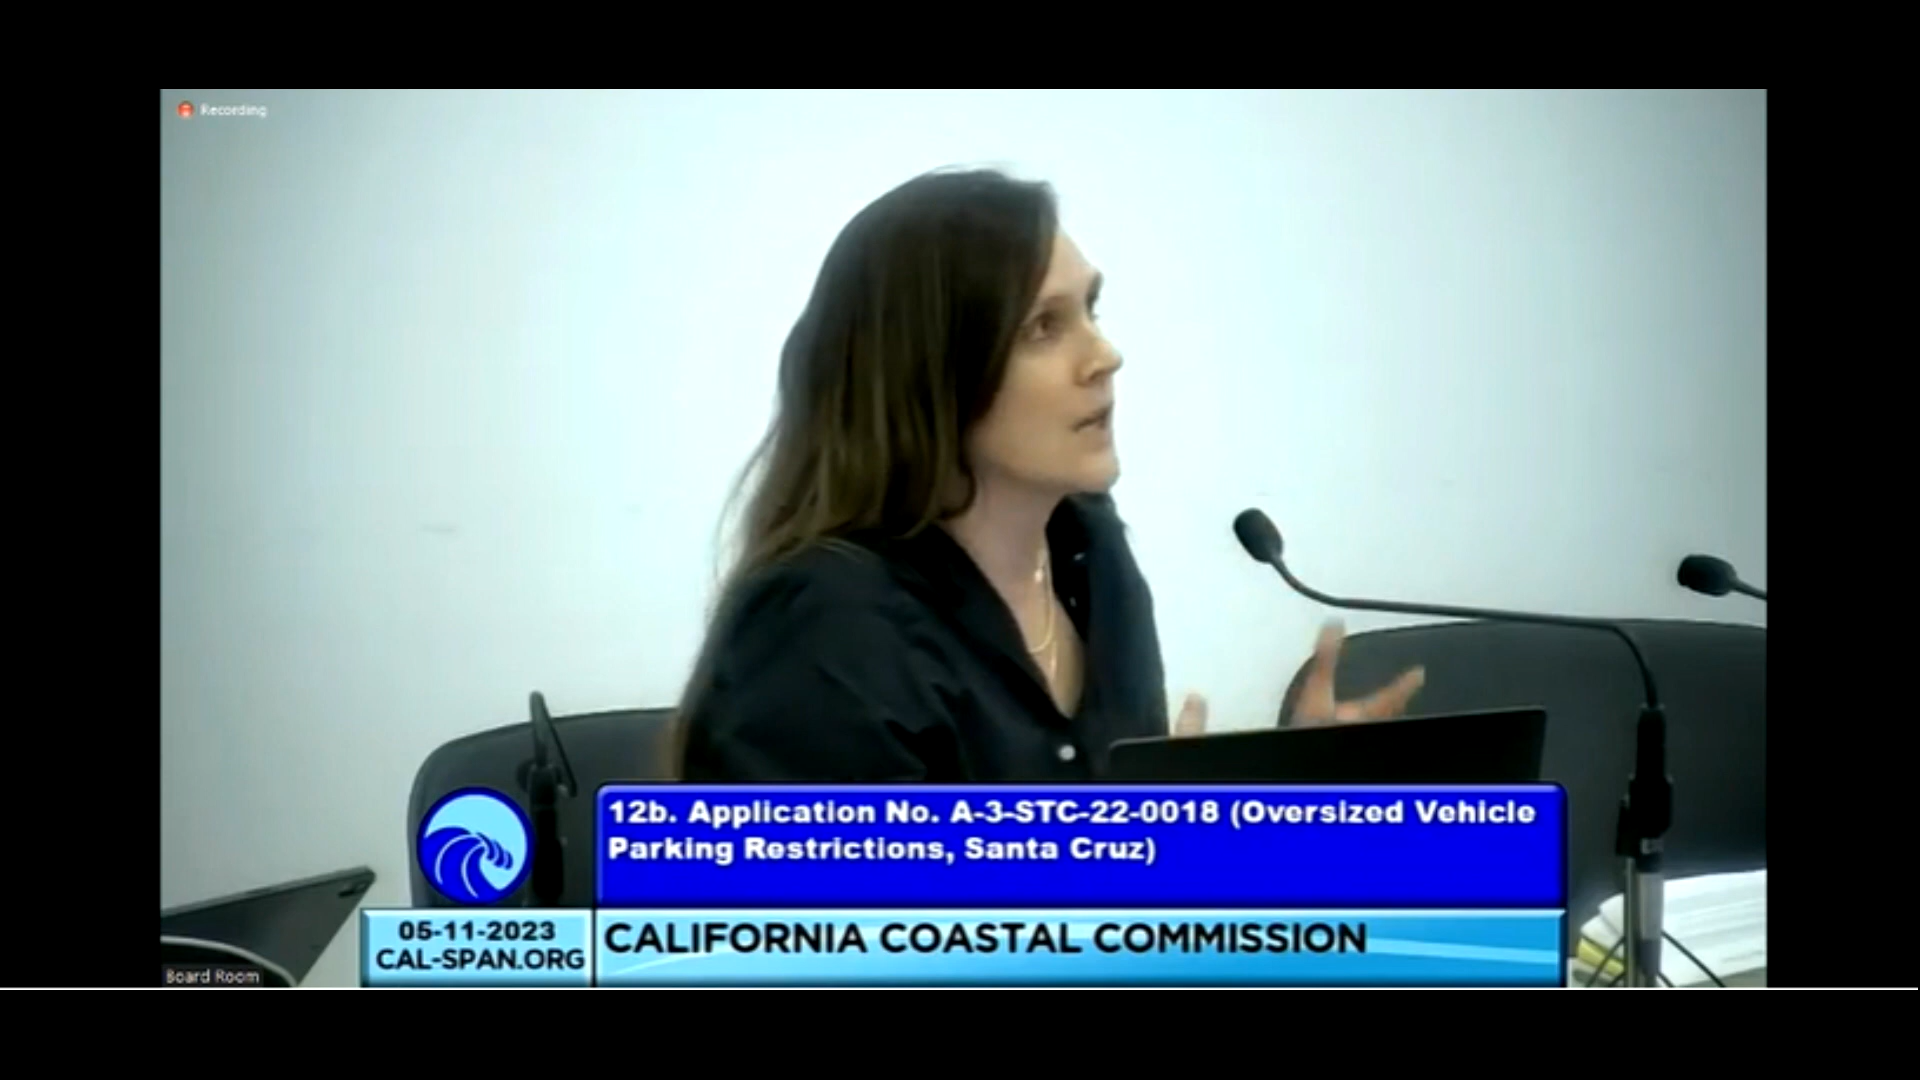 Recording
12b. Application No. A-3-STC-22-0018 (Oversized Vehicle
Parking Restrictions, Santa Cruz)
05-11-2023
CAL-SPAN.ORG
CALIFORNIA COASTAL COMMISSION
Board Room